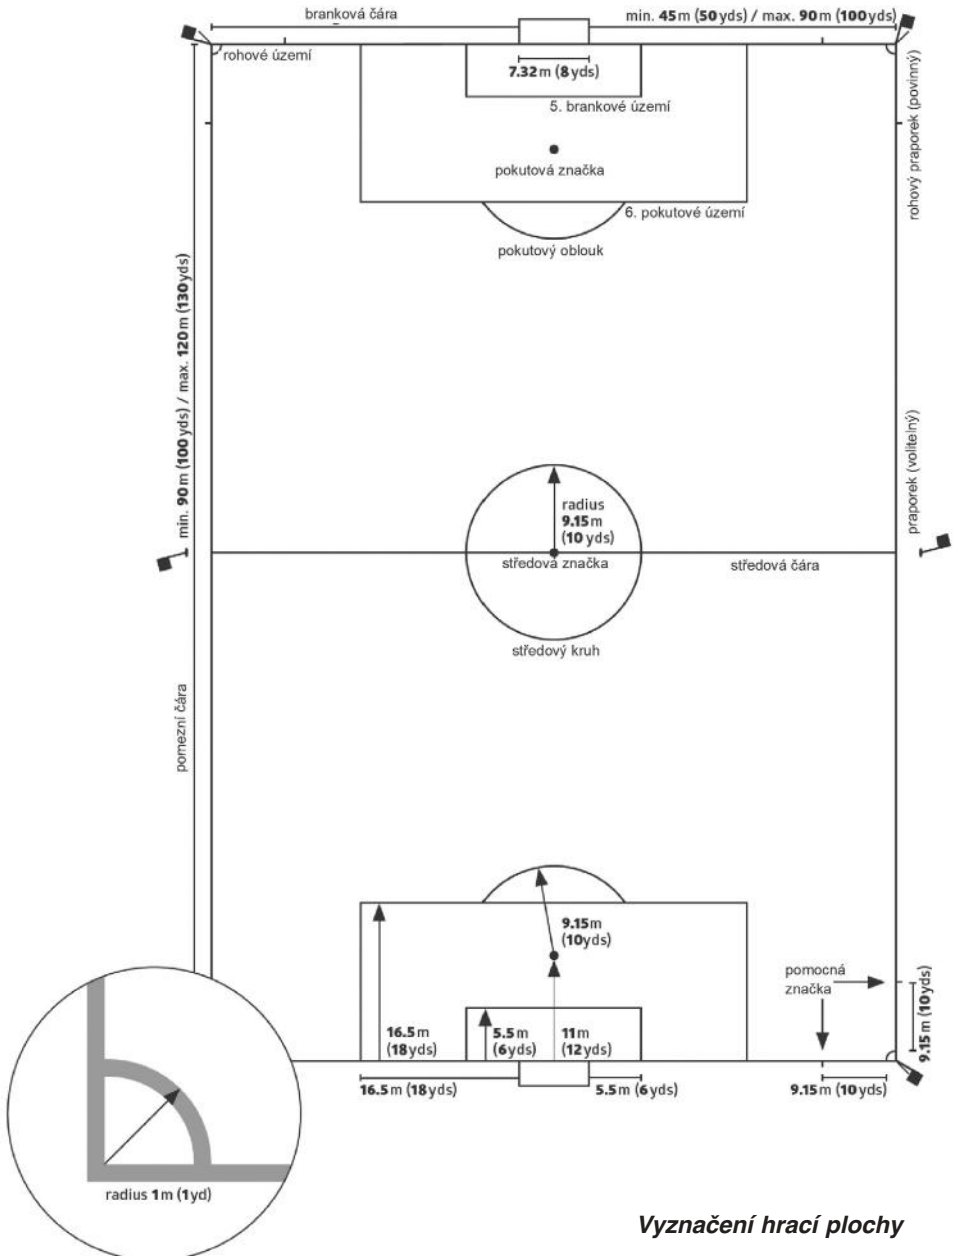 branková čára
min. 45 m (50 yds) / max. 90 m (100 yds)
rohové území
7.32 m (8 yds)
5. brankové území
pokutová značka
6. pokutové území
pokutový oblouk
rohový praporek (povinný)
min. 90 m (100 yds) / max. 120 m (130 yds)
praporek (volitelný)
radius
9.15 m
(10 yds)
středová značka
středová čára
středový kruh
pomezní čára
9.15 m
(10 yds)
pomocná
značka
9.15 m (10 yds)
16.5 m
(18 yds)
5.5 m
(6 yds)
11 m
(12 yds)
16.5 m (18 yds)
5.5 m (6 yds)
9.15 m (10 yds)
radius 1 m (1 yd)
Vyznačení hrací plochy